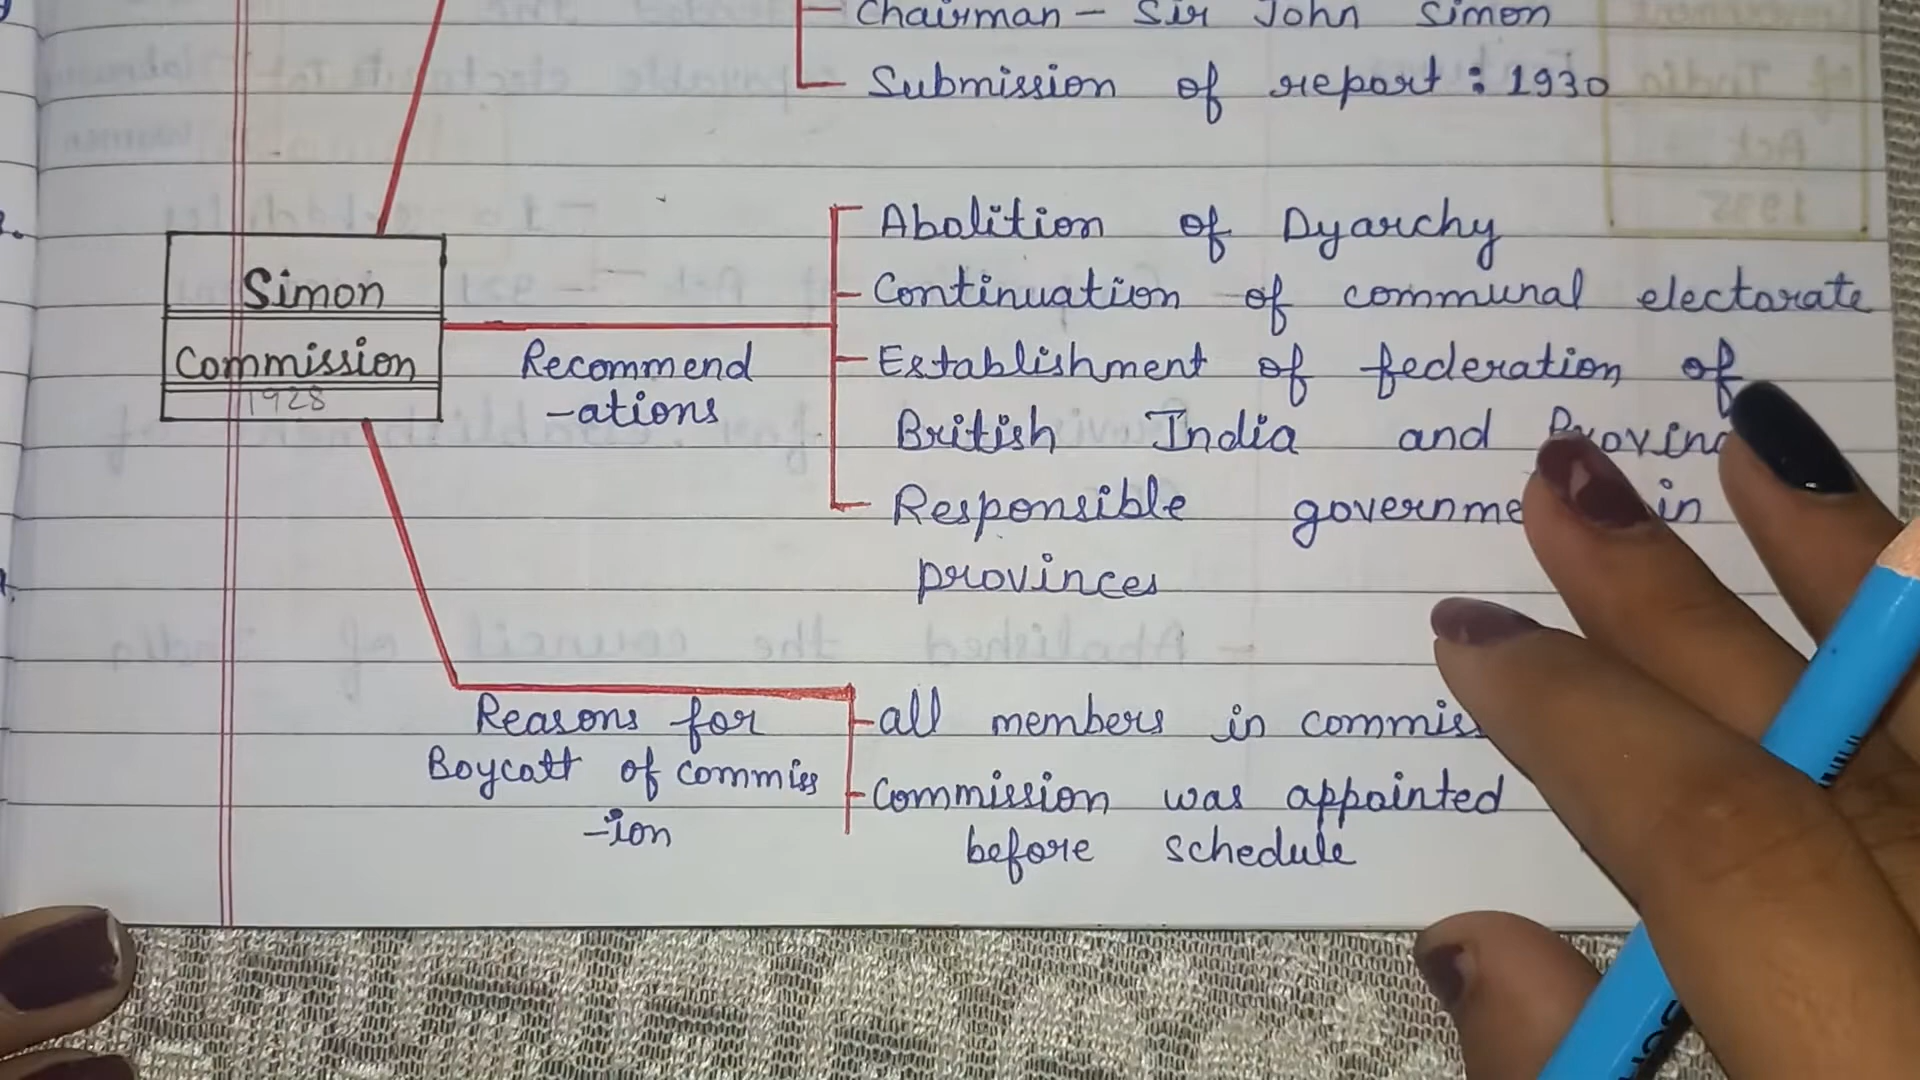 Chairman - Sir John Simon
Submission of report : 1930
Simon
Commission
1928
Recommend
-ations
Abolition of Dyarchy
Continuation of communal electorate
Establishment of federation of
British India and
Responsible in
provinces
Reasons for
Boycott of commiss
-ion
all members in
Commission was appointed
before schedule